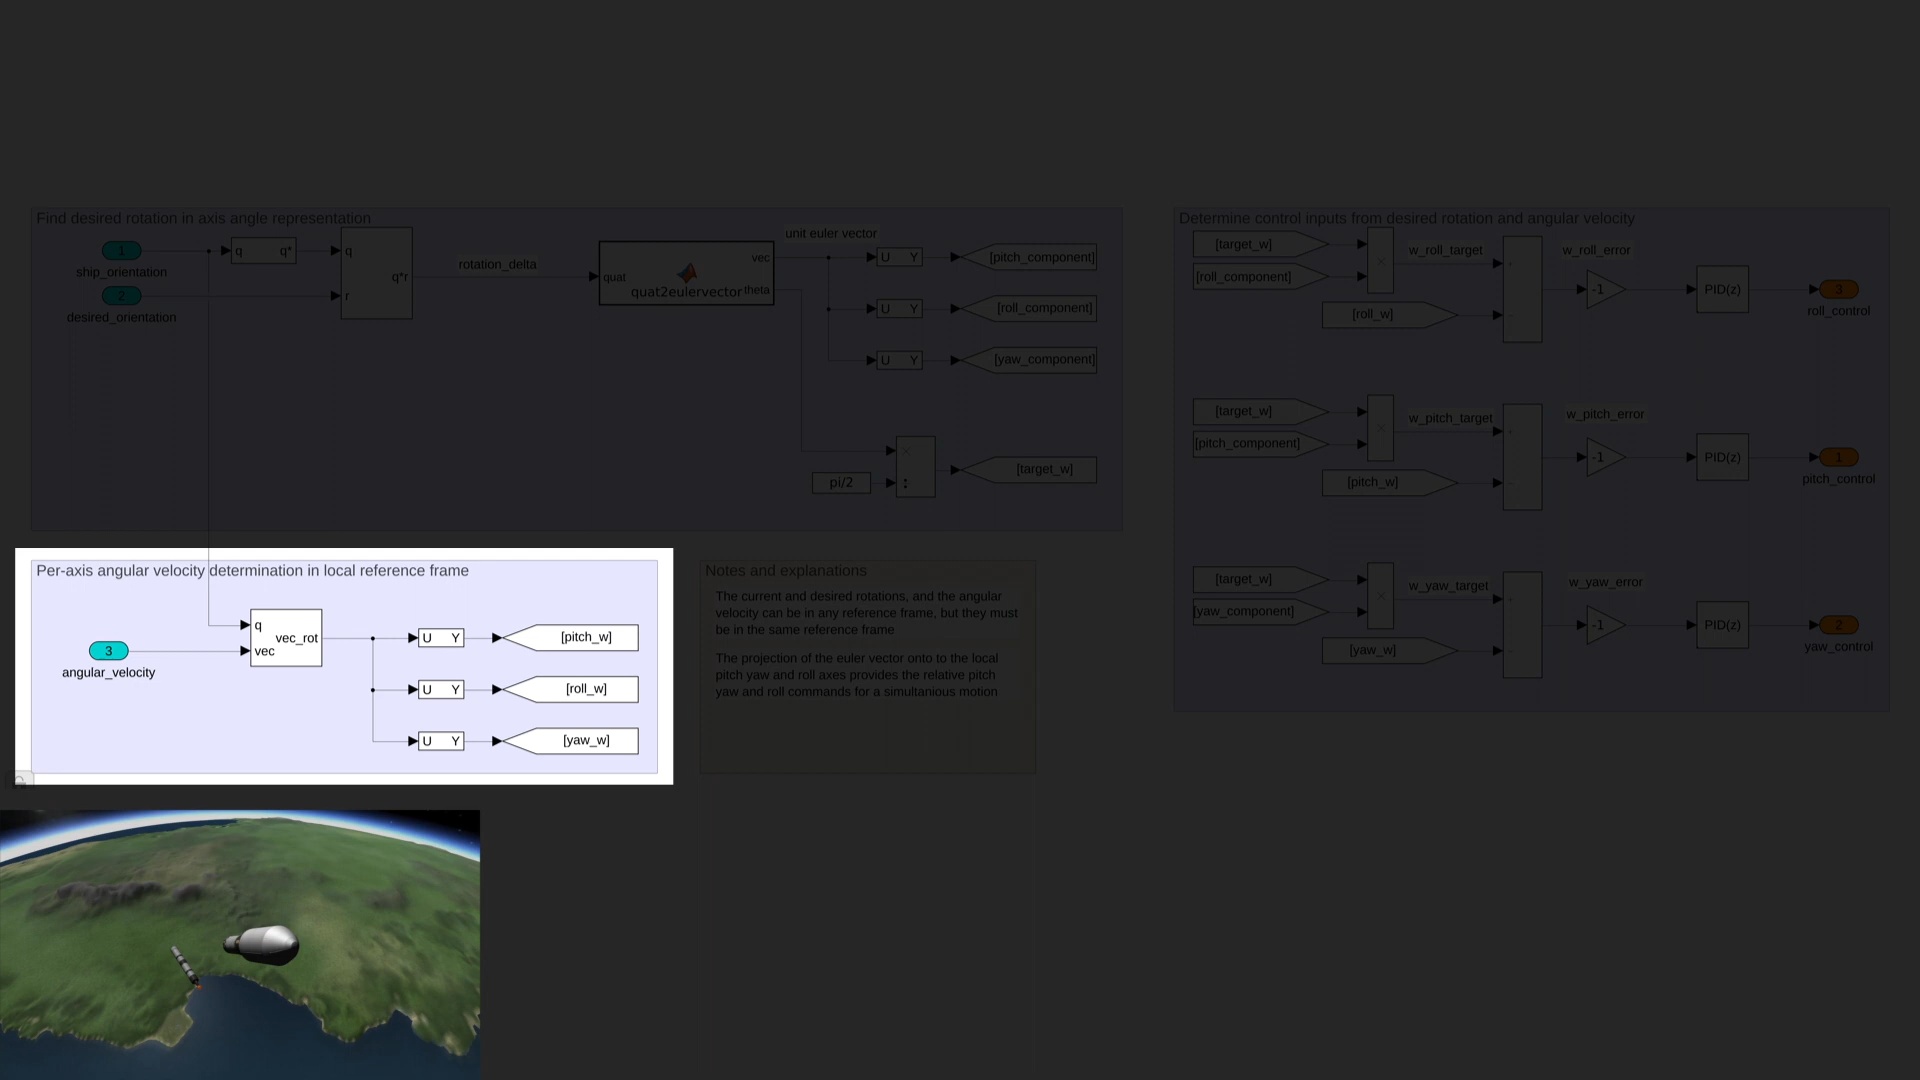 Find desired rotation in axis angle representation
1
ship_orientation
q q*
q
r
q*r
2
desired_orientation
rotation_delta
quat
quat2eulervector
vec
theta
unit euler vector
U Y
[pitch_component]
U Y
[roll_component]
U Y
[yaw_component]
pi/2
×
:
[target_w]
Determine control inputs from desired rotation and angular velocity
[target_w]
[roll_component]
×
w_roll_target
[roll_w]
w_roll_error
-1
PID(z)
3
roll_control
[target_w]
[pitch_component]
×
w_pitch_target
[pitch_w]
w_pitch_error
-1
PID(z)
1
pitch_control
[target_w]
[yaw_component]
×
w_yaw_target
[yaw_w]
w_yaw_error
-1
PID(z)
2
yaw_control
Per-axis angular velocity determination in local reference frame
3
angular_velocity
q
vec
vec_rot
U Y
[pitch_w]
U Y
[roll_w]
U Y
[yaw_w]
Notes and explanations
The current and desired rotations, and the angular
velocity can be in any reference frame, but they must
be in the same reference frame
The projection of the euler vector onto to the local
pitch yaw and roll axes provides the relative pitch
yaw and roll commands for a simultanious motion